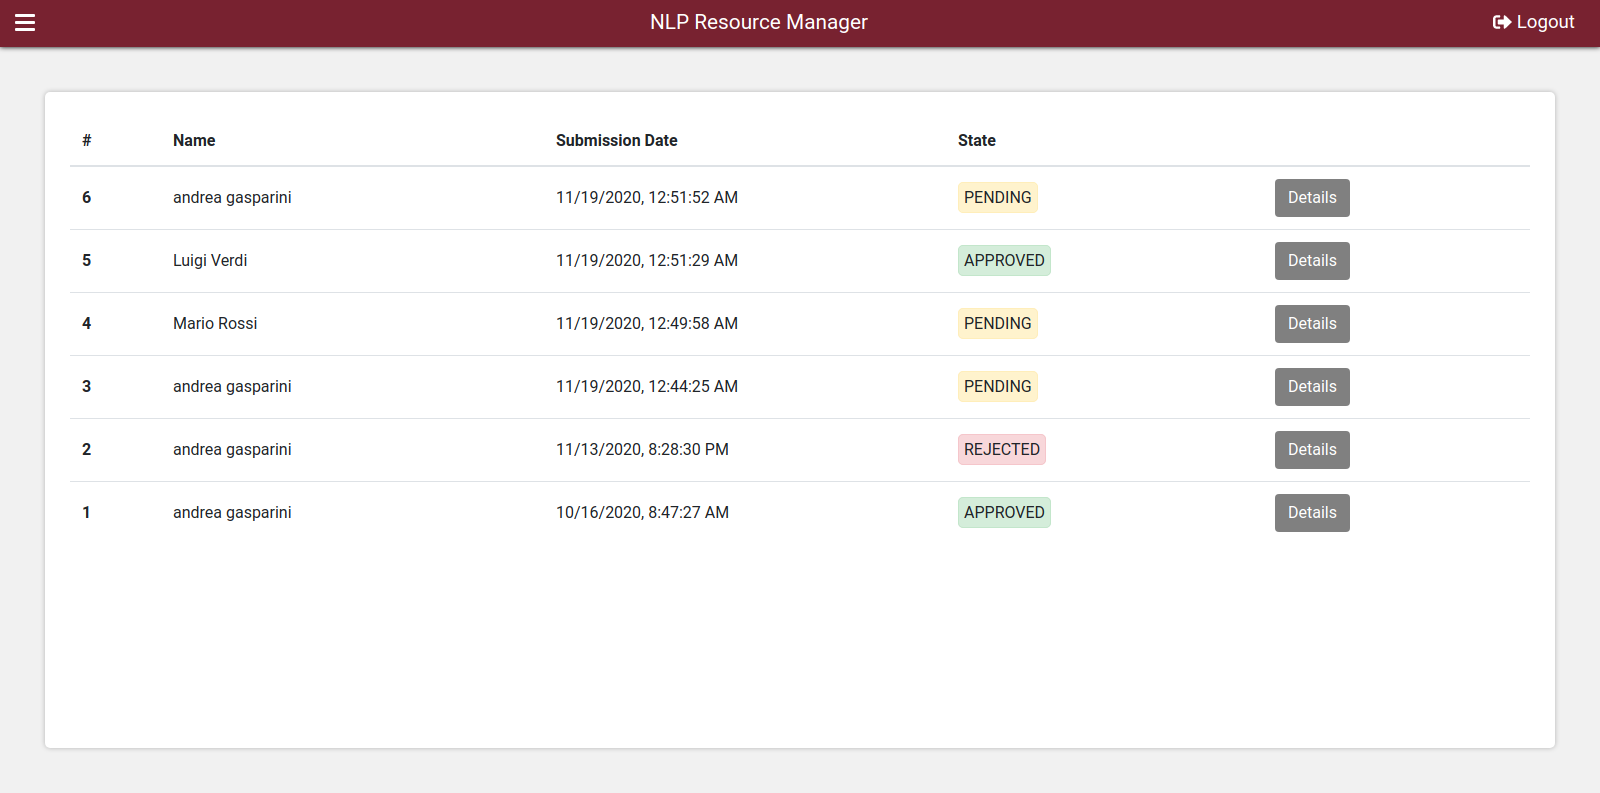 NLP Resource Manager
Logout
# Name Submission Date State
6 andrea gasparini 11/19/2020, 12:51:52 AM PENDING Details
5 Luigi Verdi 11/19/2020, 12:51:29 AM APPROVED Details
4 Mario Rossi 11/19/2020, 12:49:58 AM PENDING Details
3 andrea gasparini 11/19/2020, 12:44:25 AM PENDING Details
2 andrea gasparini 11/13/2020, 8:28:30 PM REJECTED Details
1 andrea gasparini 10/16/2020, 8:47:27 AM APPROVED Details